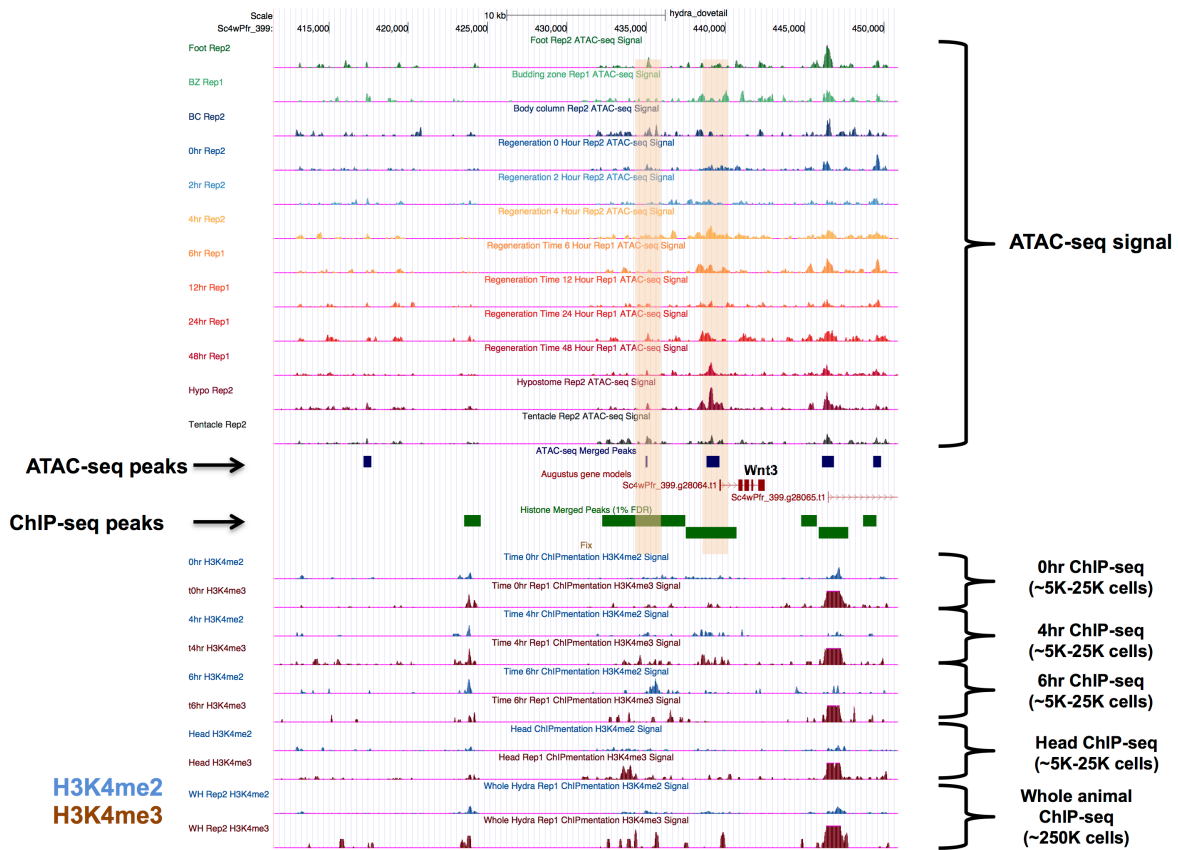 Scale
10 kb
hydra_dovetail
Sc4wPfr_399:
415,000
420,000
425,000
430,000
435,000
440,000
445,000
450,000
Foot Rep2 ATAC-seq Signal
Foot Rep2
Budding zone Rep1 ATAC-seq Signal
BZ Rep1
Body column Rep2 ATAC-seq Signal
BC Rep2
Regeneration 0 Hour Rep2 ATAC-seq Signal
0hr Rep2
Regeneration 2 Hour Rep2 ATAC-seq Signal
2hr Rep2
Regeneration 4 Hour Rep2 ATAC-seq Signal
4hr Rep2
Regeneration Time 6 Hour Rep1 ATAC-seq Signal
6hr Rep1
Regeneration Time 12 Hour Rep1 ATAC-seq Signal
12hr Rep1
Regeneration Time 24 Hour Rep1 ATAC-seq Signal
24hr Rep1
Regeneration Time 48 Hour Rep1 ATAC-seq Signal
48hr Rep1
Hypostome Rep2 ATAC-seq Signal
Hypo Rep2
Tentacle Rep2 ATAC-seq Signal
Tentacle Rep2
ATAC-seq signal
ATAC-seq Merged Peaks
ATAC-seq peaks
Augustus gene models
Wnt3
Sc4wPfr_399.g28064.t1
Sc4wPfr_399.g28065.t1
Histone Merged Peaks (1% FDR)
ChIP-seq peaks
Fix
Time 0hr ChIPmentation H3K4me2 Signal
0hr H3K4me2
Time 0hr Rep1 ChIPmentation H3K4me3 Signal
t0hr H3K4me3
0hr ChIP-seq
(~5K-25K cells)
Time 4hr ChIPmentation H3K4me2 Signal
4hr H3K4me2
Time 4hr Rep1 ChIPmentation H3K4me3 Signal
t4hr H3K4me3
4hr ChIP-seq
(~5K-25K cells)
Time 6hr ChIPmentation H3K4me2 Signal
6hr H3K4me2
Time 6hr Rep1 ChIPmentation H3K4me3 Signal
t6hr H3K4me3
6hr ChIP-seq
(~5K-25K cells)
Head ChIPmentation H3K4me2 Signal
Head H3K4me2
Head Rep1 ChIPmentation H3K4me3 Signal
Head H3K4me3
Head ChIP-seq
(~5K-25K cells)
Whole Hydra Rep1 ChIPmentation H3K4me2 Signal
WH Rep2 H3K4me2
Whole Hydra Rep1 ChIPmentation H3K4me3 Signal
WH Rep2 H3K4me3
Whole animal
ChIP-seq
(~250K cells)
H3K4me2
H3K4me3